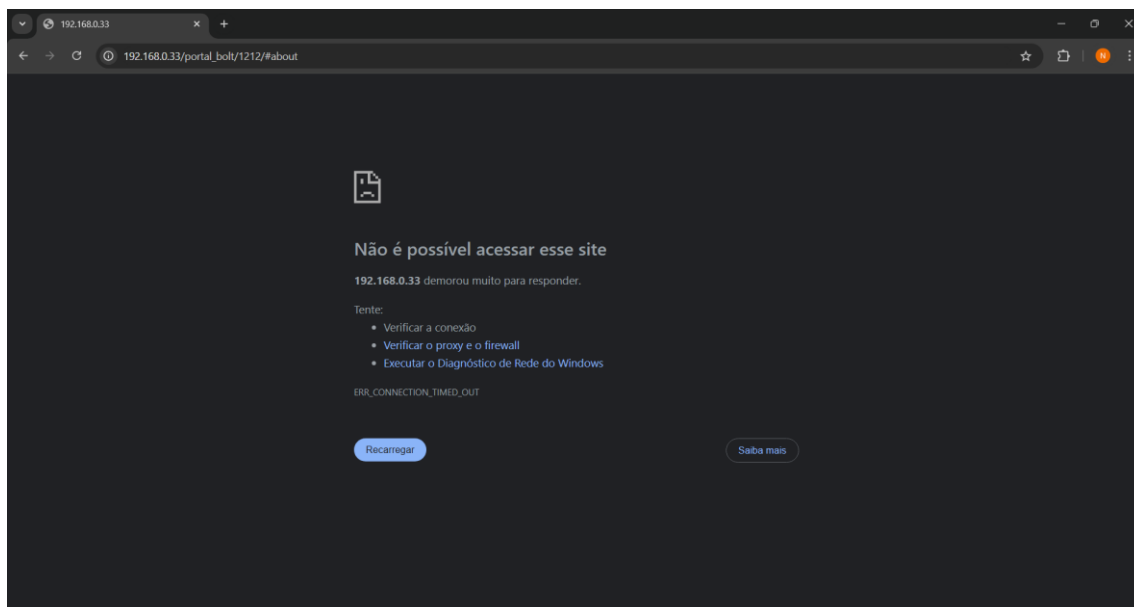 192.168.0.33
192.168.0.33/portal_bolt/1212/#about
N
Não é possível acessar esse site
192.168.0.33 demorou muito para responder.
Tente:
Verificar a conexão
Verificar o proxy e o firewall
Executar o Diagnóstico de Rede do Windows
ERR_CONNECTION_TIMED_OUT
Recarregar
Saiba mais